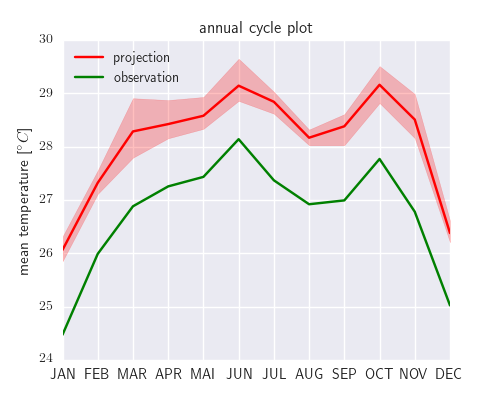 annual cycle plot
projection
observation
mean temperature [°C]
30
29
28
27
26
25
24
JAN FEB MAR APR MAI JUN JUL AUG SEP OCT NOV DEC